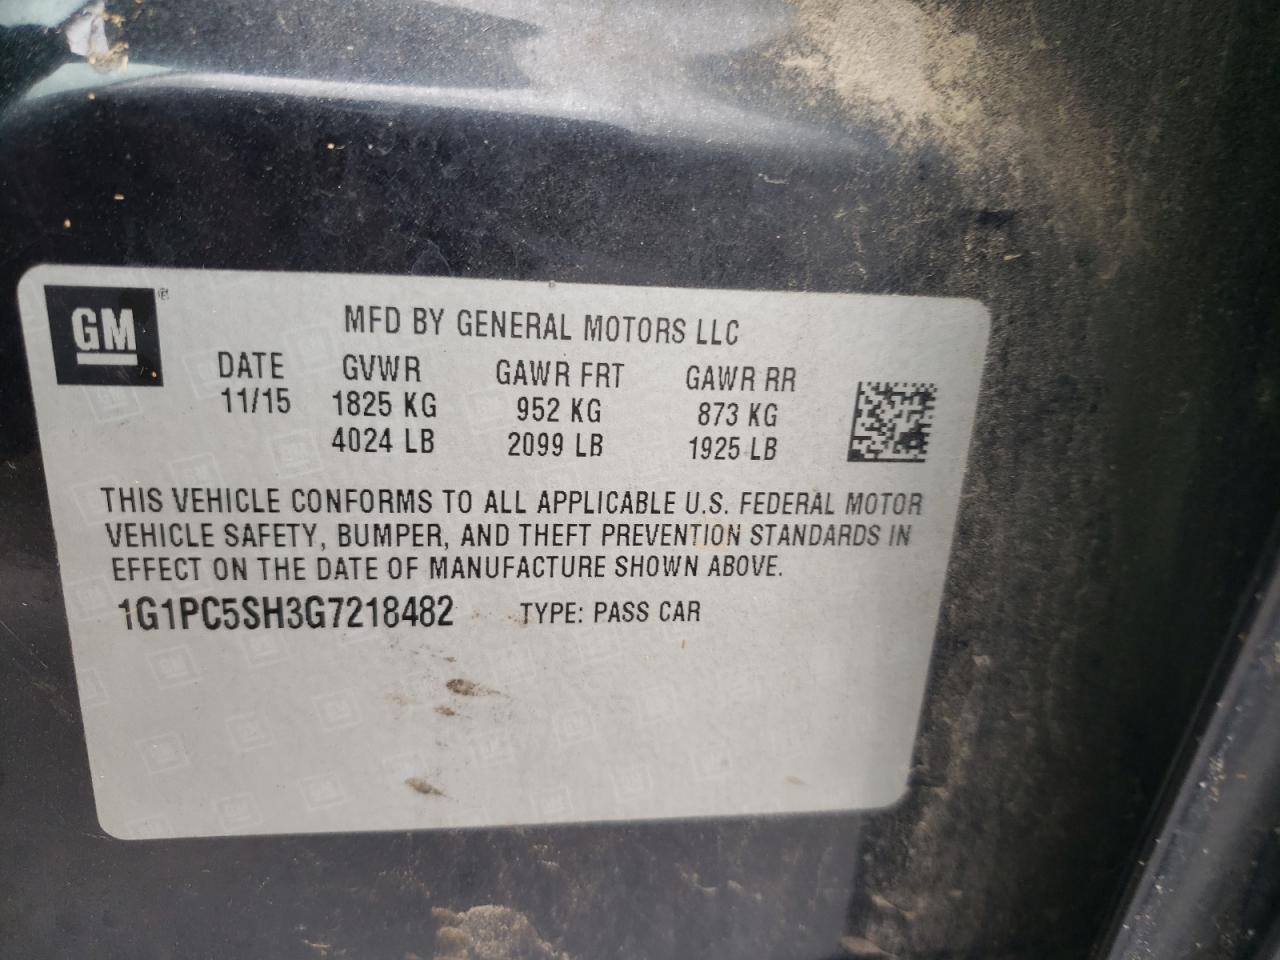 GM®
MFD BY GENERAL MOTORS LLC
DATE GVWR GAWR FRT GAWR RR
11/15 1825 KG 952 KG 873 KG
4024 LB 2099 LB 1925 LB
THIS VEHICLE CONFORMS TO ALL APPLICABLE U.S. FEDERAL MOTOR
VEHICLE SAFETY, BUMPER, AND THEFT PREVENTION STANDARDS IN
EFFECT ON THE DATE OF MANUFACTURE SHOWN ABOVE.
1G1PC5SH3G7218482 TYPE: PASS CAR